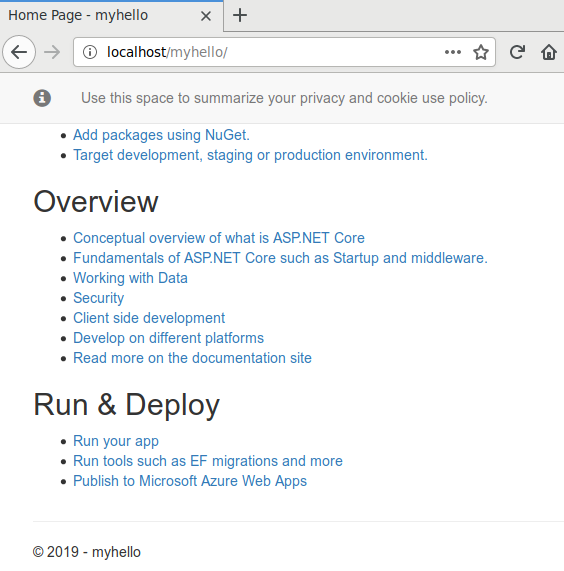 Home Page - myhello
localhost/myhello/
Use this space to summarize your privacy and cookie use policy.
Add packages using NuGet.
Target development, staging or production environment.
Overview
Conceptual overview of what is ASP.NET Core
Fundamentals of ASP.NET Core such as Startup and middleware.
Working with Data
Security
Client side development
Develop on different platforms
Read more on the documentation site
Run & Deploy
Run your app
Run tools such as EF migrations and more
Publish to Microsoft Azure Web Apps
© 2019 - myhello